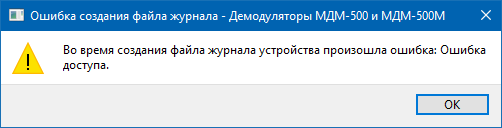 Ошибка создания файла журнала - Демодуляторы МДМ-500 и МДМ-500М
Во время создания файла журнала устройства произошла ошибка: Ошибка
доступа.
OK